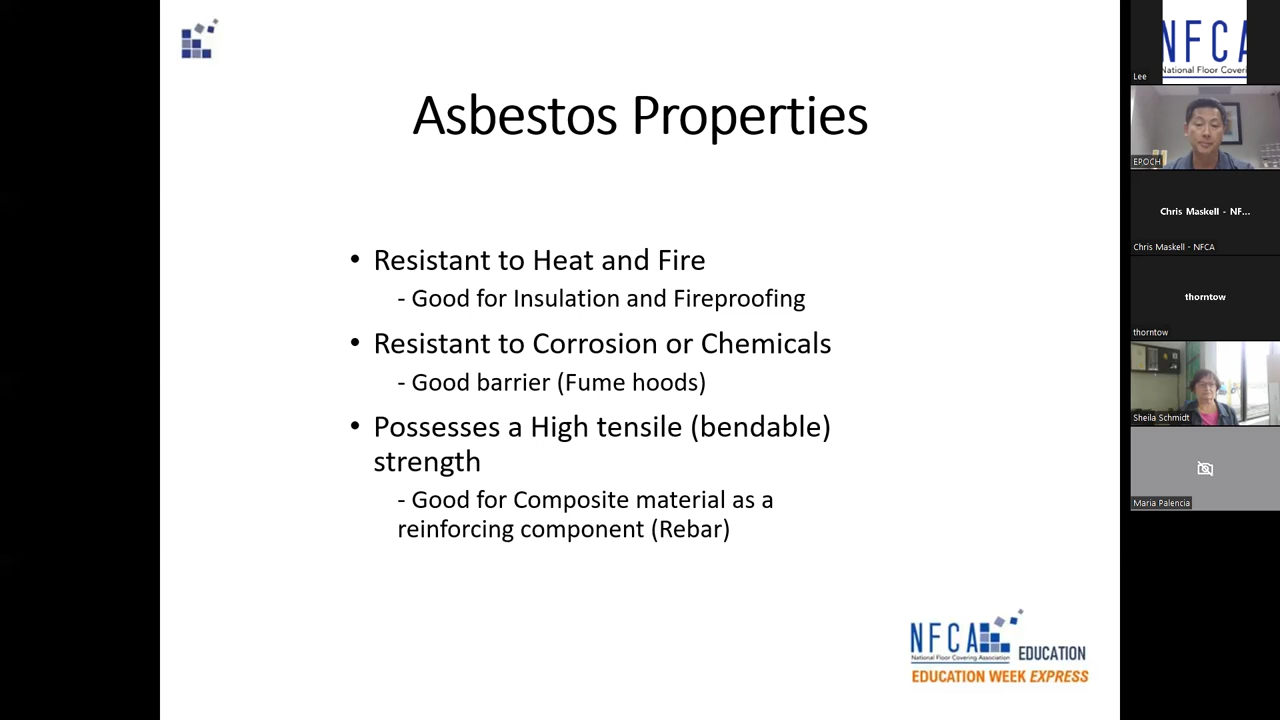 Asbestos Properties
• Resistant to Heat and Fire
- Good for Insulation and Fireproofing
• Resistant to Corrosion or Chemicals
- Good barrier (Fume hoods)
• Possesses a High tensile (bendable)
strength
- Good for Composite material as a
reinforcing component (Rebar)
NFCA
National Floor Covering Association
EDUCATION
EDUCATION WEEK EXPRESS
NFCA
National Floor Coveri
Lee
EPOCH
Chris Maskell - NF...
Chris Maskell - NFCA
thorntow
thorntow
Sheila Schmidt
Maria Palencia